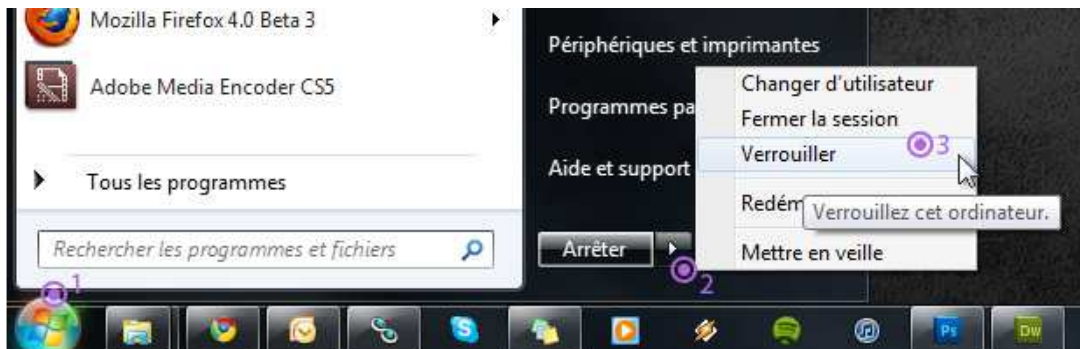 Mozilla Firefox 4.0 Beta 3
Adobe Media Encoder CS5
Tous les programmes
Rechercher les programmes et fichiers
1
Périphériques et imprimantes
Programmes pa
Aide et support
Arrêter
2
Changer d'utilisateur
Fermer la session
Verrouiller
3
Redém
Verrouillez cet ordinateur.
Mettre en veille
Ps
Dw